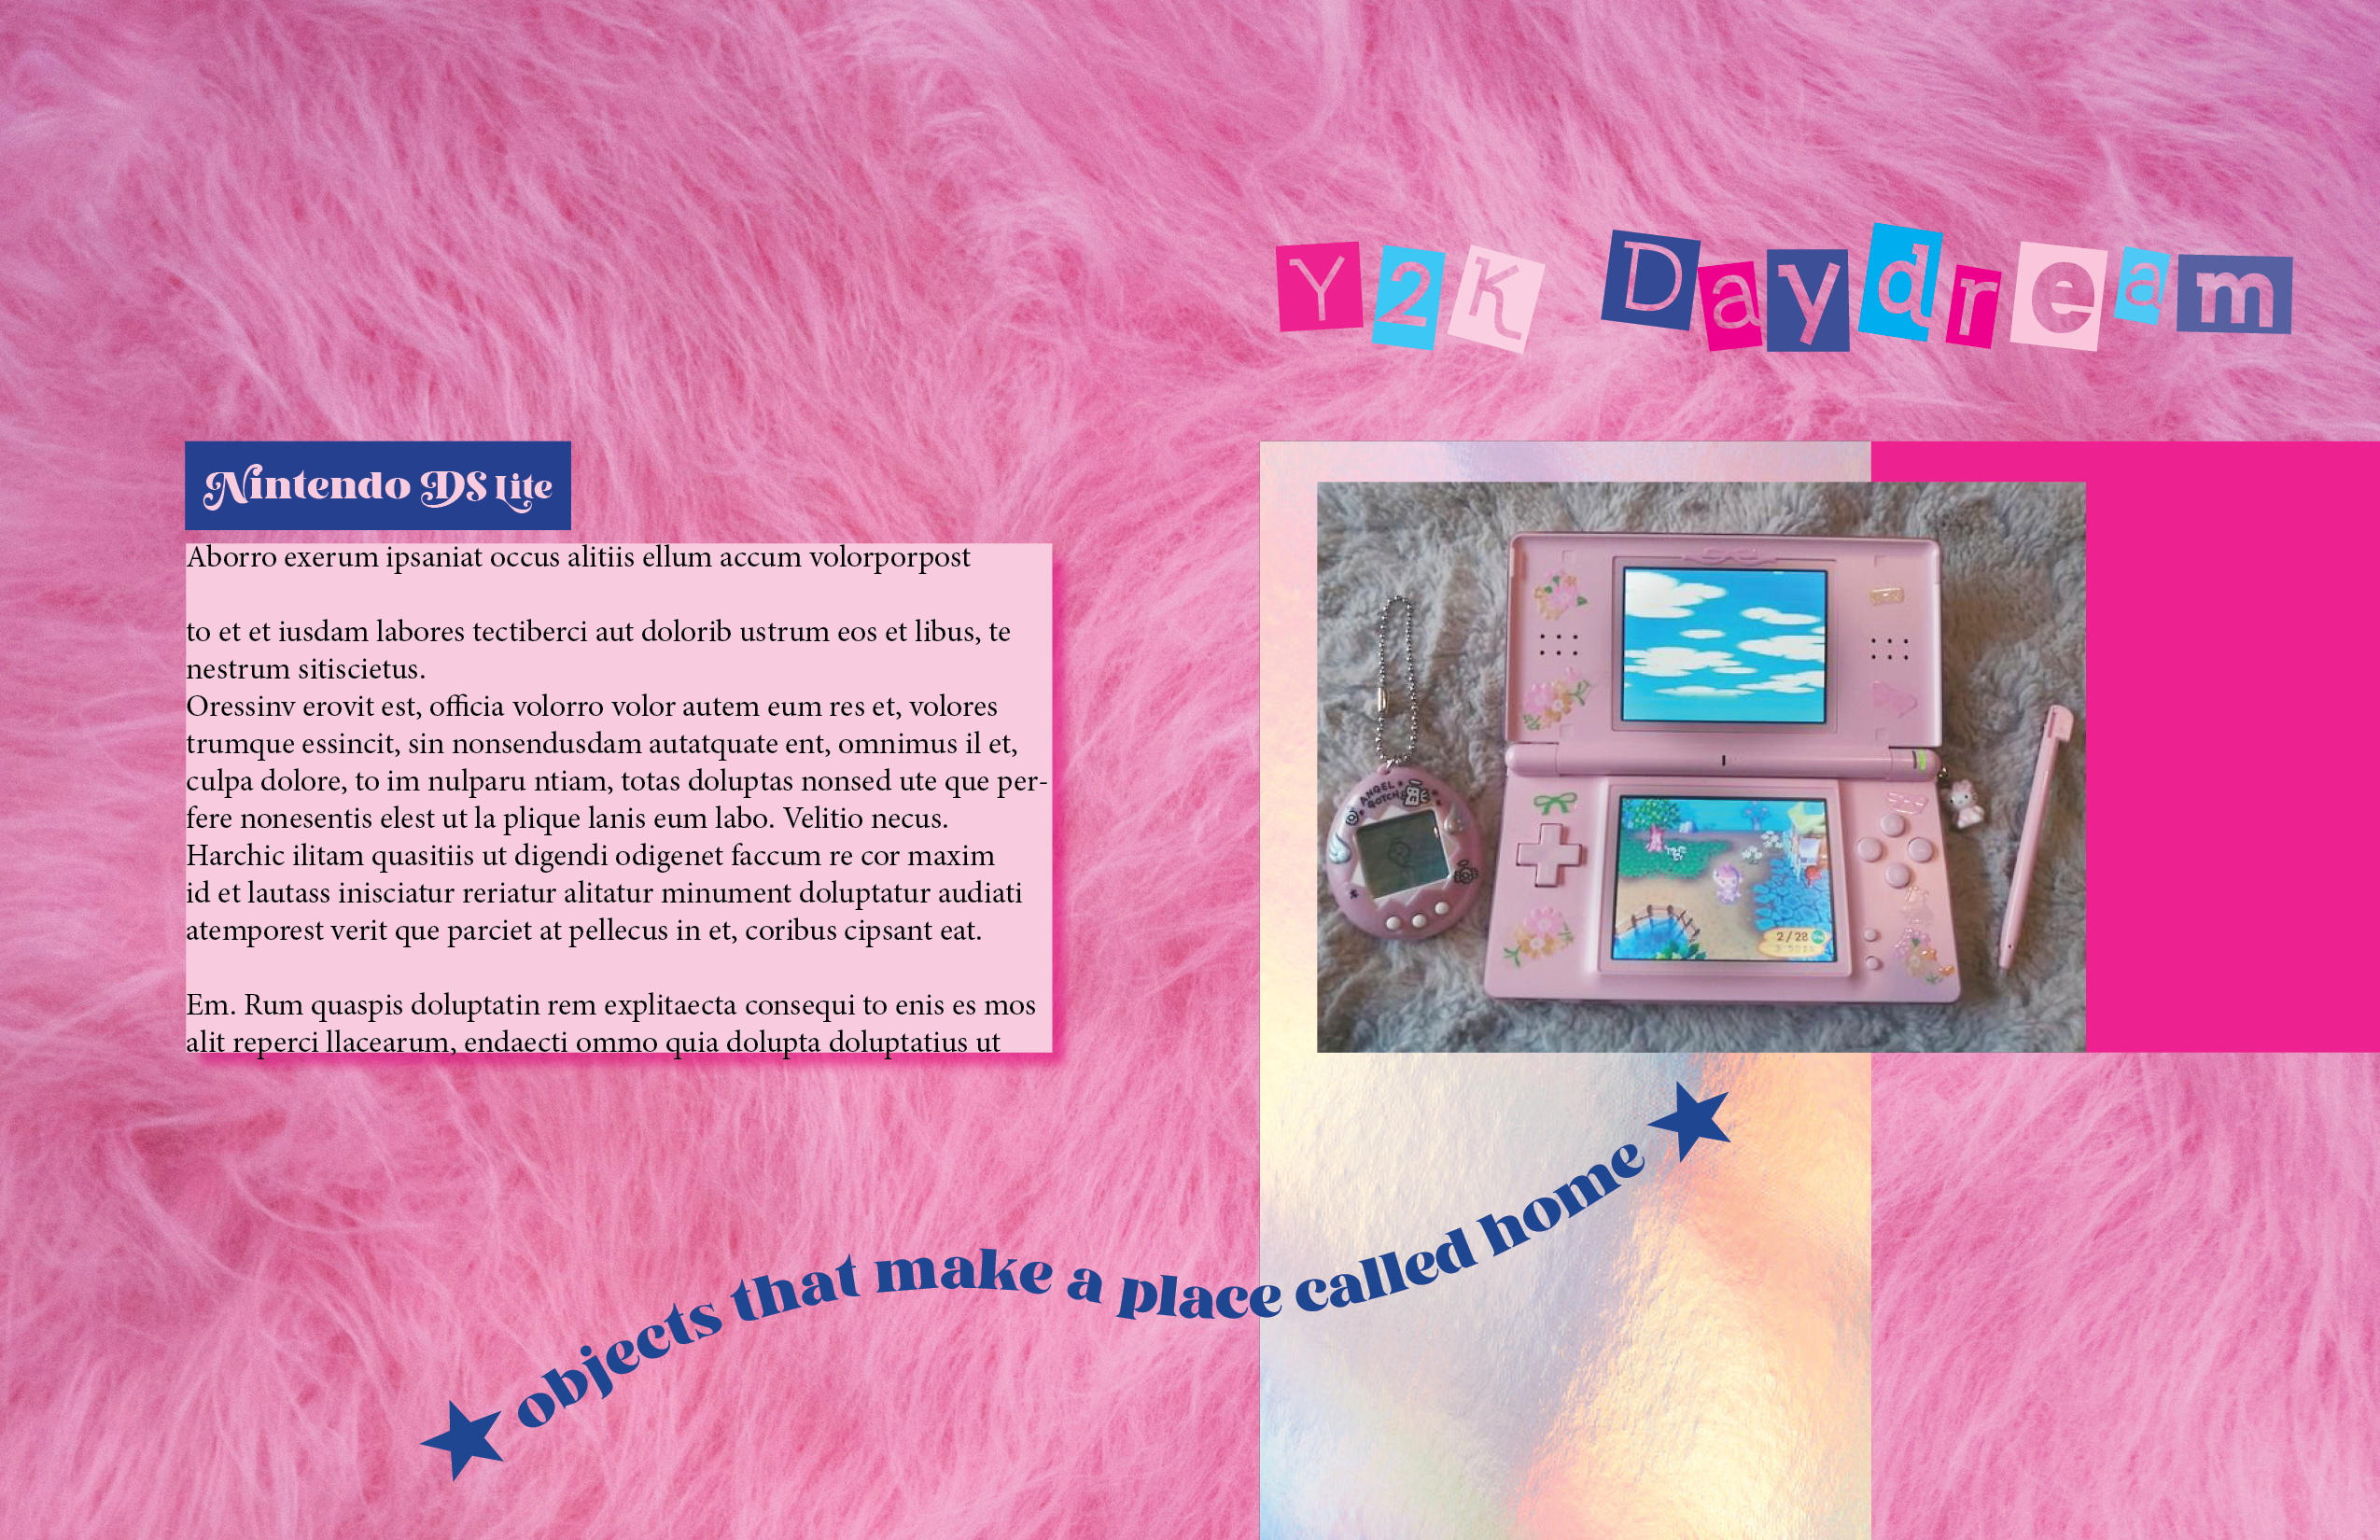 Y2K Daydream
Nintendo DS Lite
Aborro exerum ipsaniat occus alitiis ellum accum volorporpost
to et et iusdam labores tectiberci aut dolorib ustrum eos et libus, te
nestrum sitiscietus.
Oressinv erovit est, officia volorro volor autem eum res et, volores
trumque essincit, sin nonsendusdam autatquate ent, omnimus il et,
culpa dolore, to im nulparu ntiam, totas doluptas nonsed ute que per-
fere nonesentis elest ut la plique lanis eum labo. Velitio necus.
Harchic ilitam quasitiis ut digendi odigenet faccum re cor maxim
id et lautass inisciatur reriatur alitatur minument doluptatur audiati
atemporest verit que parciet at pellecus in et, coribus cipsant eat.
Em. Rum quaspis doluptatin rem explitaecta consequi to enis es mos
alit reperci llacearum, endaecti ommo quia dolupta doluptatius ut
ANGEL
GOTCH
2/28
objects that make a place called home